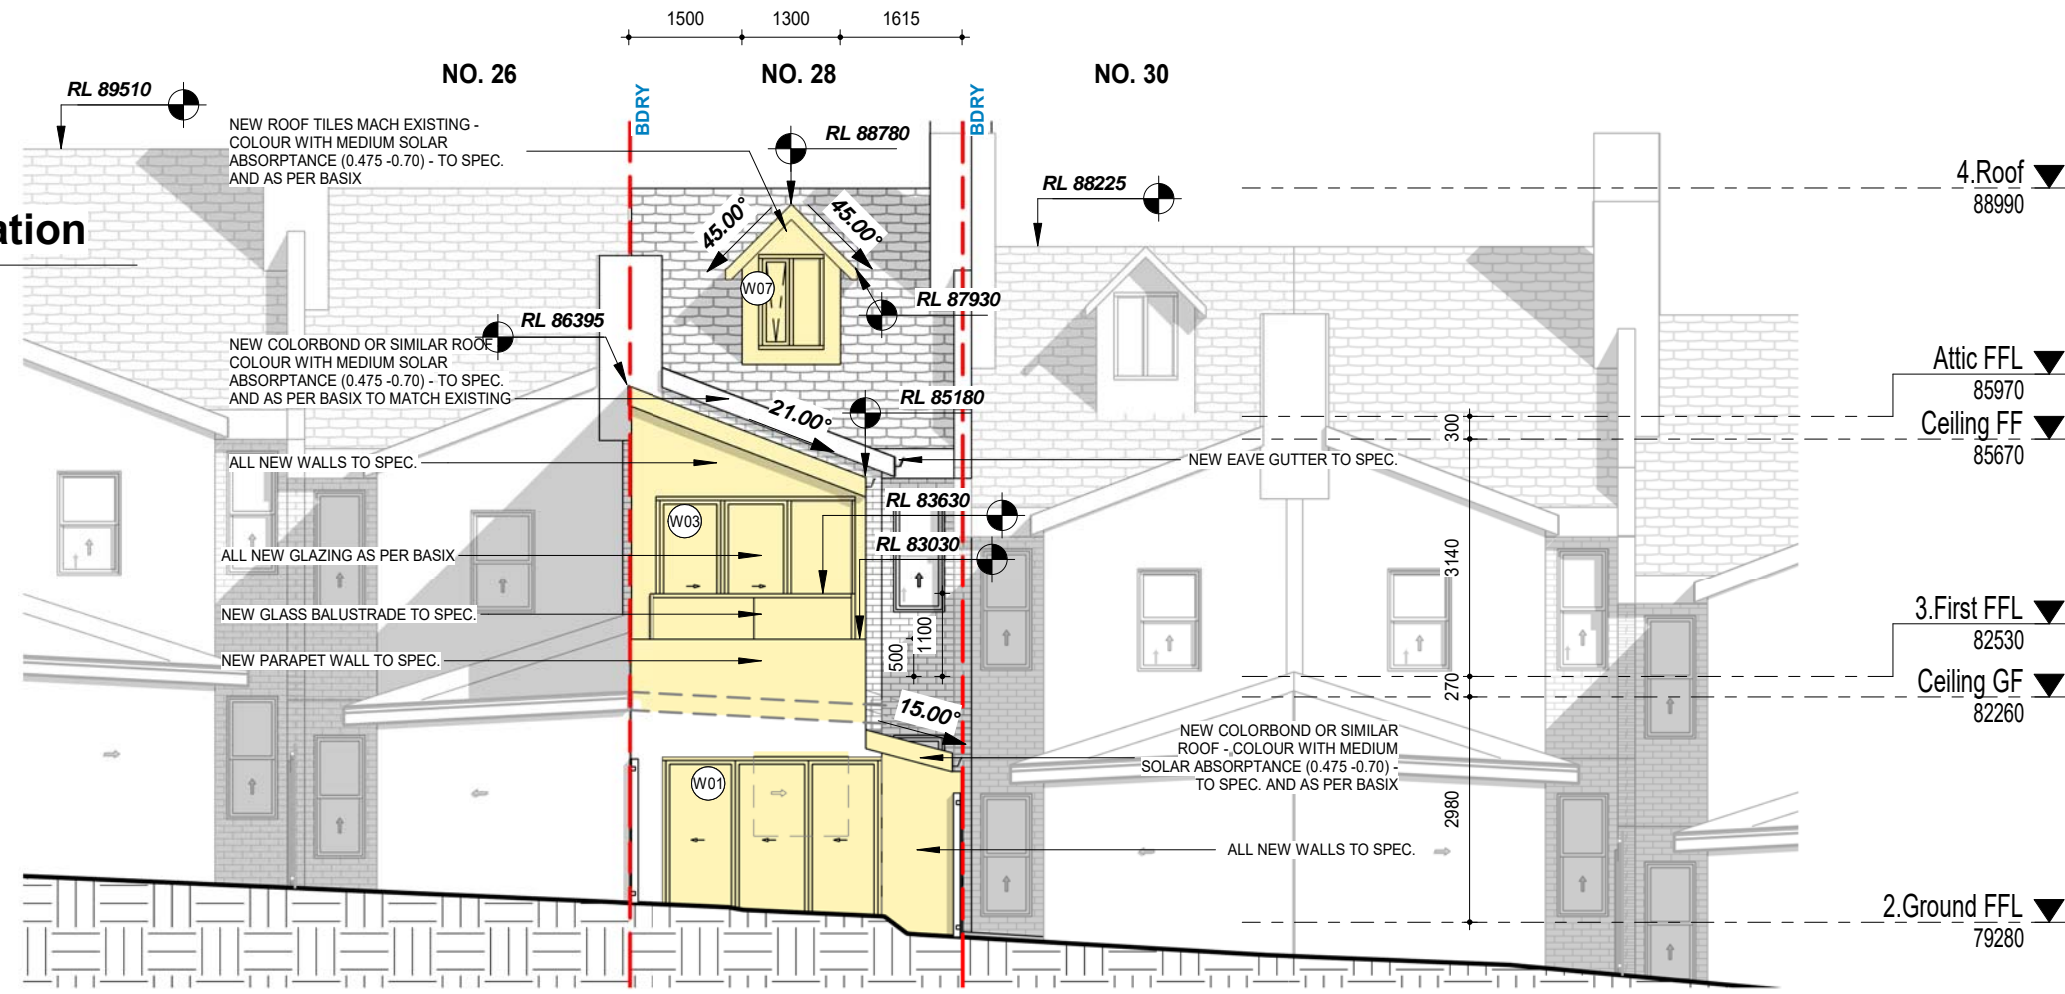 1500 1300 1615
NO. 26 NO. 28 NO. 30
BDRY
BDRY
RL 89510
NEW ROOF TILES MACH EXISTING -
COLOUR WITH MEDIUM SOLAR
ABSORPTANCE (0.475 -0.70) - TO SPEC.
AND AS PER BASIX
RL 88780
RL 88225
4.Roof
88990
ation
45.00°
45.00°
W07
RL 87930
RL 86395
NEW COLORBOND OR SIMILAR ROOF
COLOUR WITH MEDIUM SOLAR
ABSORPTANCE (0.475 -0.70) - TO SPEC.
AND AS PER BASIX TO MATCH EXISTING
RL 85180
21.00°
Attic FFL
85970
300
Ceiling FF
85670
ALL NEW WALLS TO SPEC.
NEW EAVE GUTTER TO SPEC.
RL 83630
W03
RL 83030
ALL NEW GLAZING AS PER BASIX
3140
NEW GLASS BALUSTRADE TO SPEC.
3.First FFL
82530
1100
500
NEW PARAPET WALL TO SPEC.
270
Ceiling GF
82260
15.00°
NEW COLORBOND OR SIMILAR
ROOF - COLOUR WITH MEDIUM
SOLAR ABSORPTANCE (0.475 -0.70) -
TO SPEC. AND AS PER BASIX
W01
2980
ALL NEW WALLS TO SPEC.
2.Ground FFL
79280